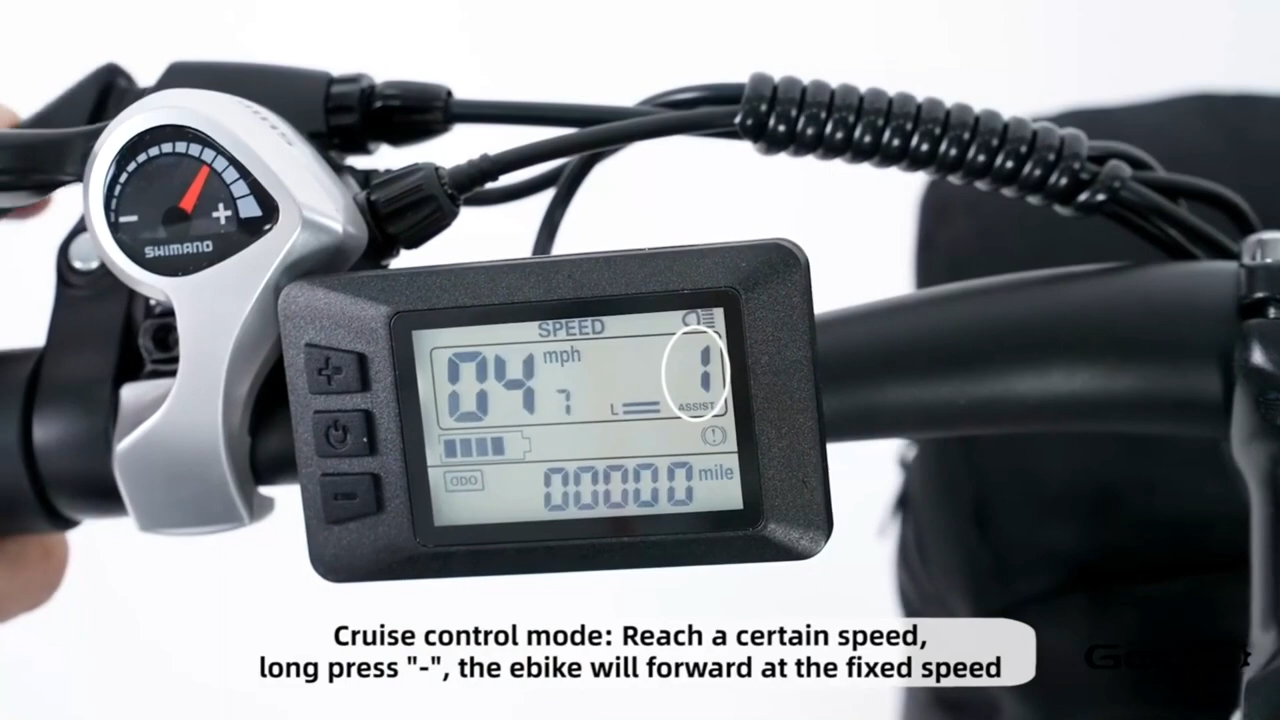 SHIMANO
SPEED
04 mph
7
1
L
ASSIST
ODO
00000 mile
Cruise control mode: Reach a certain speed,
long press "-", the ebike will forward at the fixed speed